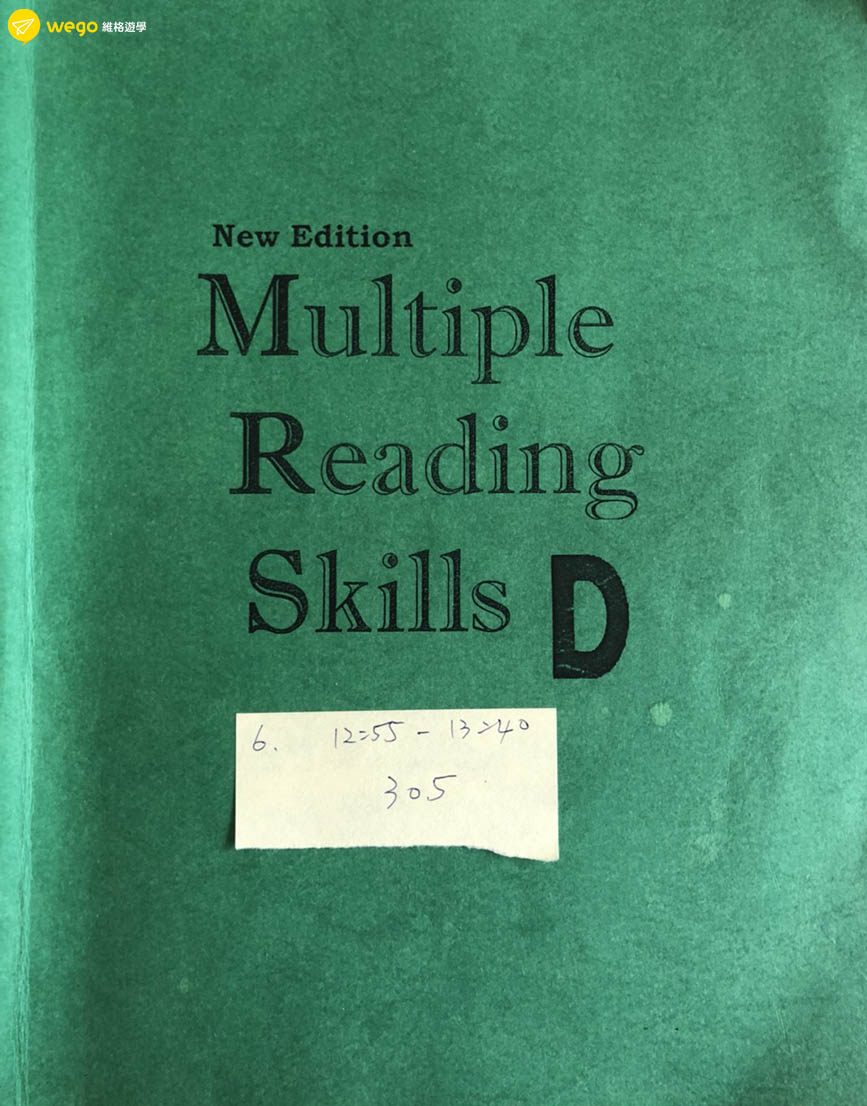 wego 維格遊學
New Edition
Multiple
Reading
Skills D
6. 12:55 - 13:40
305